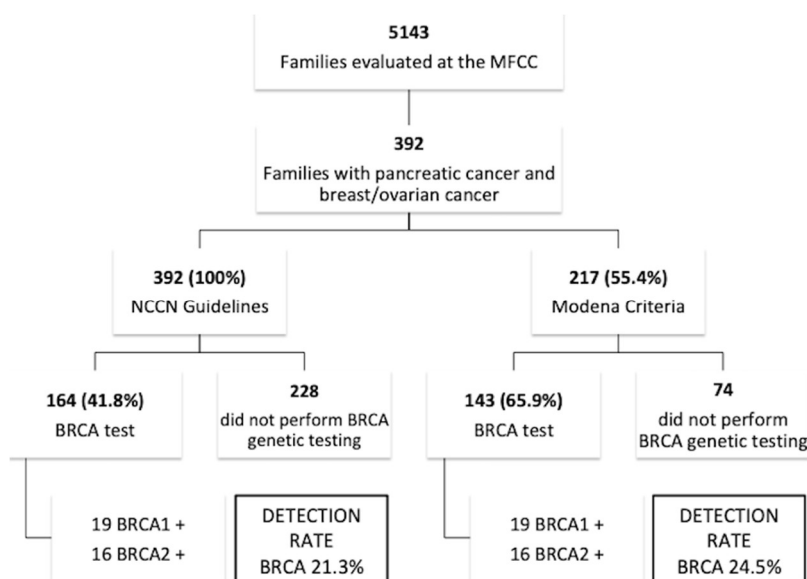 5143
Families evaluated at the MFCC
392
Families with pancreatic cancer and
breast/ovarian cancer
392 (100%)
NCCN Guidelines
217 (55.4%)
Modena Criteria
164 (41.8%)
BRCA test
228
did not perform BRCA
genetic testing
143 (65.9%)
BRCA test
74
did not perform
BRCA genetic testing
19 BRCA1 +
16 BRCA2 +
DETECTION
RATE
BRCA 21.3%
19 BRCA1 +
16 BRCA2 +
DETECTION
RATE
BRCA 24.5%